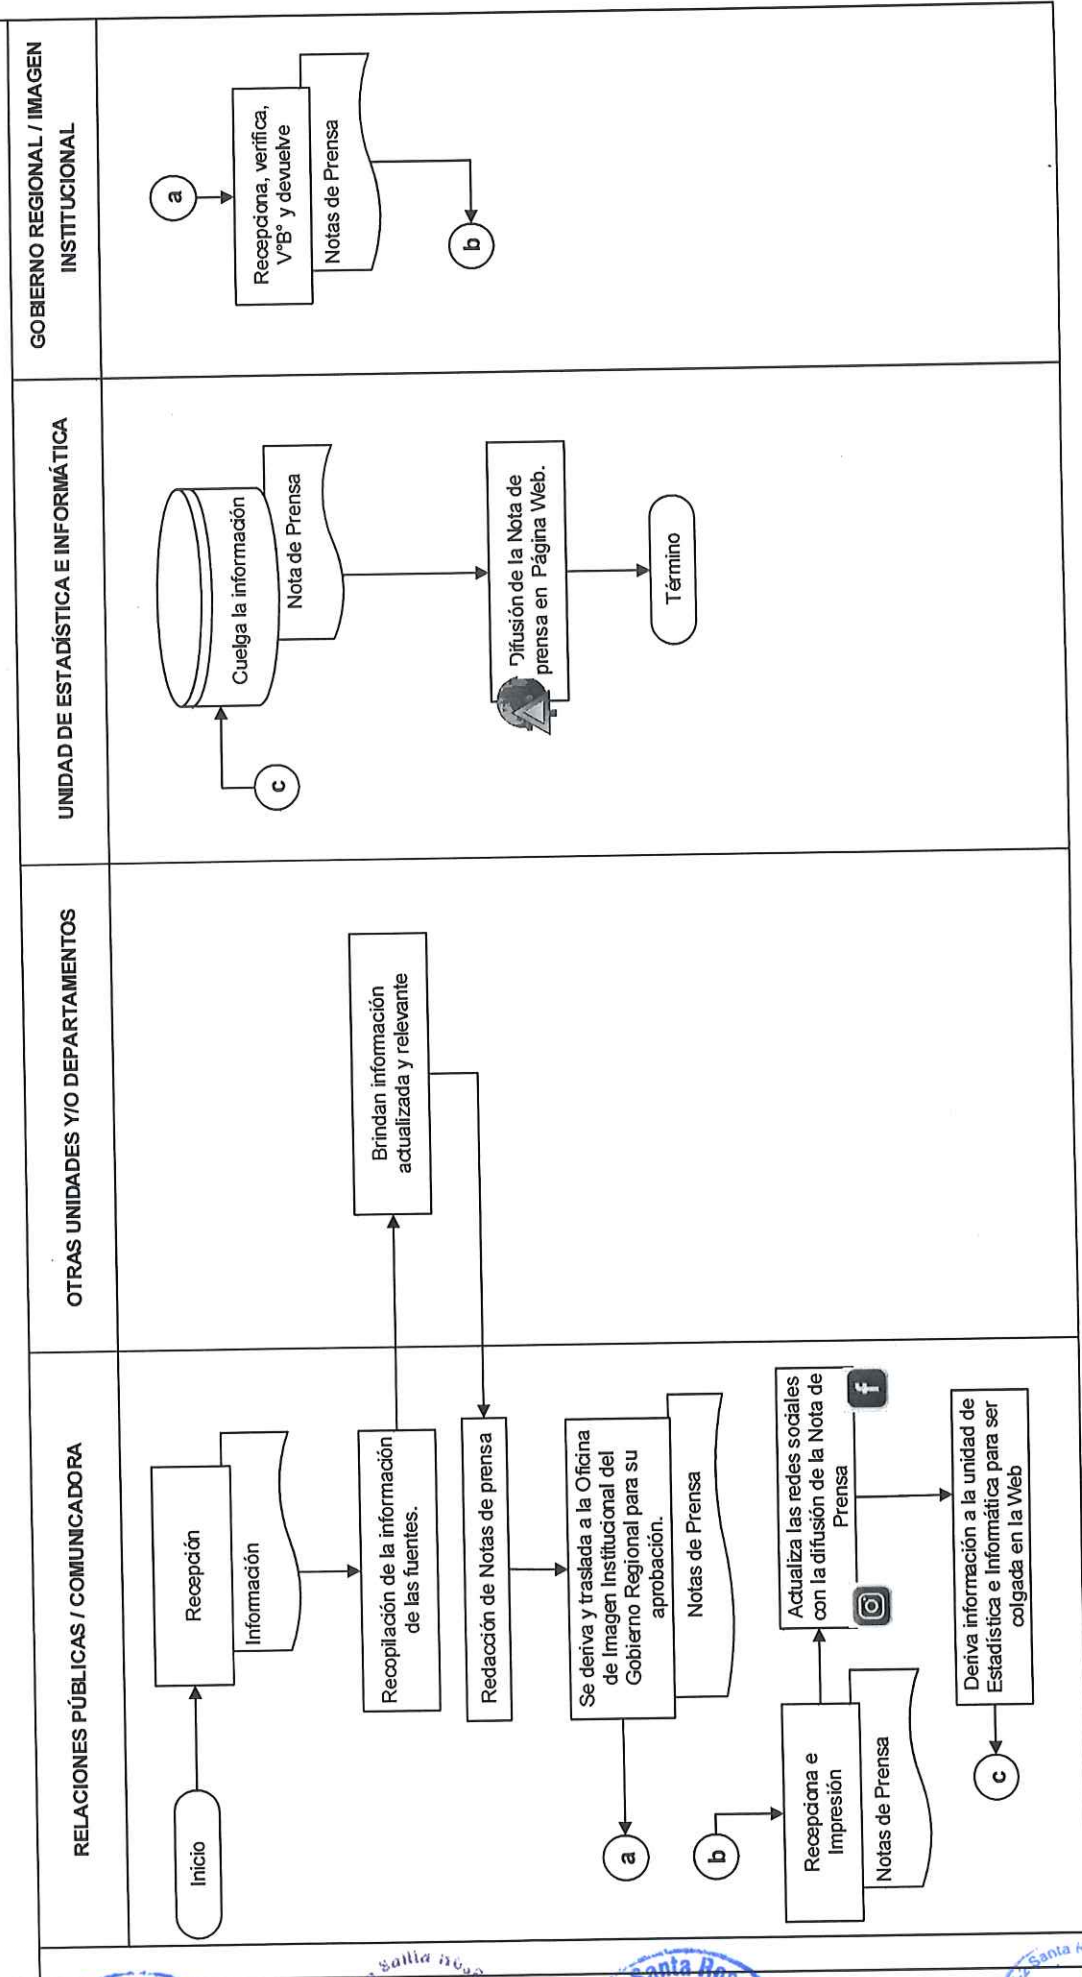 RELACIONES PÚBLICAS / COMUNICADORA
OTRAS UNIDADES Y/O DEPARTAMENTOS
UNIDAD DE ESTADÍSTICA E INFORMÁTICA
GOBIERNO REGIONAL / IMAGEN
INSTITUCIONAL
Inicio
Recepción
Información
Recopilación de la información
de las fuentes.
Brindan información
actualizada y relevante
Redacción de Notas de prensa
Se deriva y traslada a la Oficina
de Imagen Institucional del
Gobierno Regional para su
aprobación.
Notas de Prensa
a
b
Recepciona e
Impresión
Notas de Prensa
Actualiza las redes sociales
con la difusión de la Nota de
Prensa
f
Deriva información a la unidad de
Estadística e Informática para ser
colgada en la Web
c
c
Cuelga la información
Nota de Prensa
Difusión de la Nota de
prensa en Página Web.
Término
a
Recepciona, verifica,
V°B° y devuelve
Notas de Prensa
b
Santa
Santa